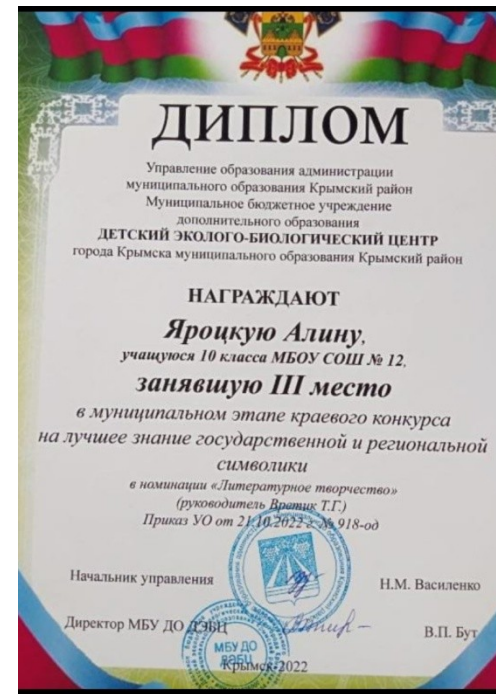 ДИПЛОМ
Управление образования администрации
муниципального образования Крымский район
Муниципальное бюджетное учреждение
дополнительного образования
ДЕТСКИЙ ЭКОЛОГО-БИОЛОГИЧЕСКИЙ ЦЕНТР
города Крымска муниципального образования Крымский район
НАГРАЖДАЮТ
Яроцкую Алину,
учащуюся 10 класса МБОУ СОШ № 12,
занявшую III место
в муниципальном этапе краевого конкурса
на лучшее знание государственной и региональной
символики
в номинации «Литературное творчество»
(руководитель Вратик Т.Г.)
Приказ УО от 21.10.2022 г. № 918-од
Начальник управления
Н.М. Василенко
Директор МБУ ДО ДЭБЦ
В.П. Бут
МБУ ДО
ДЭБЦ
Крымск-2022